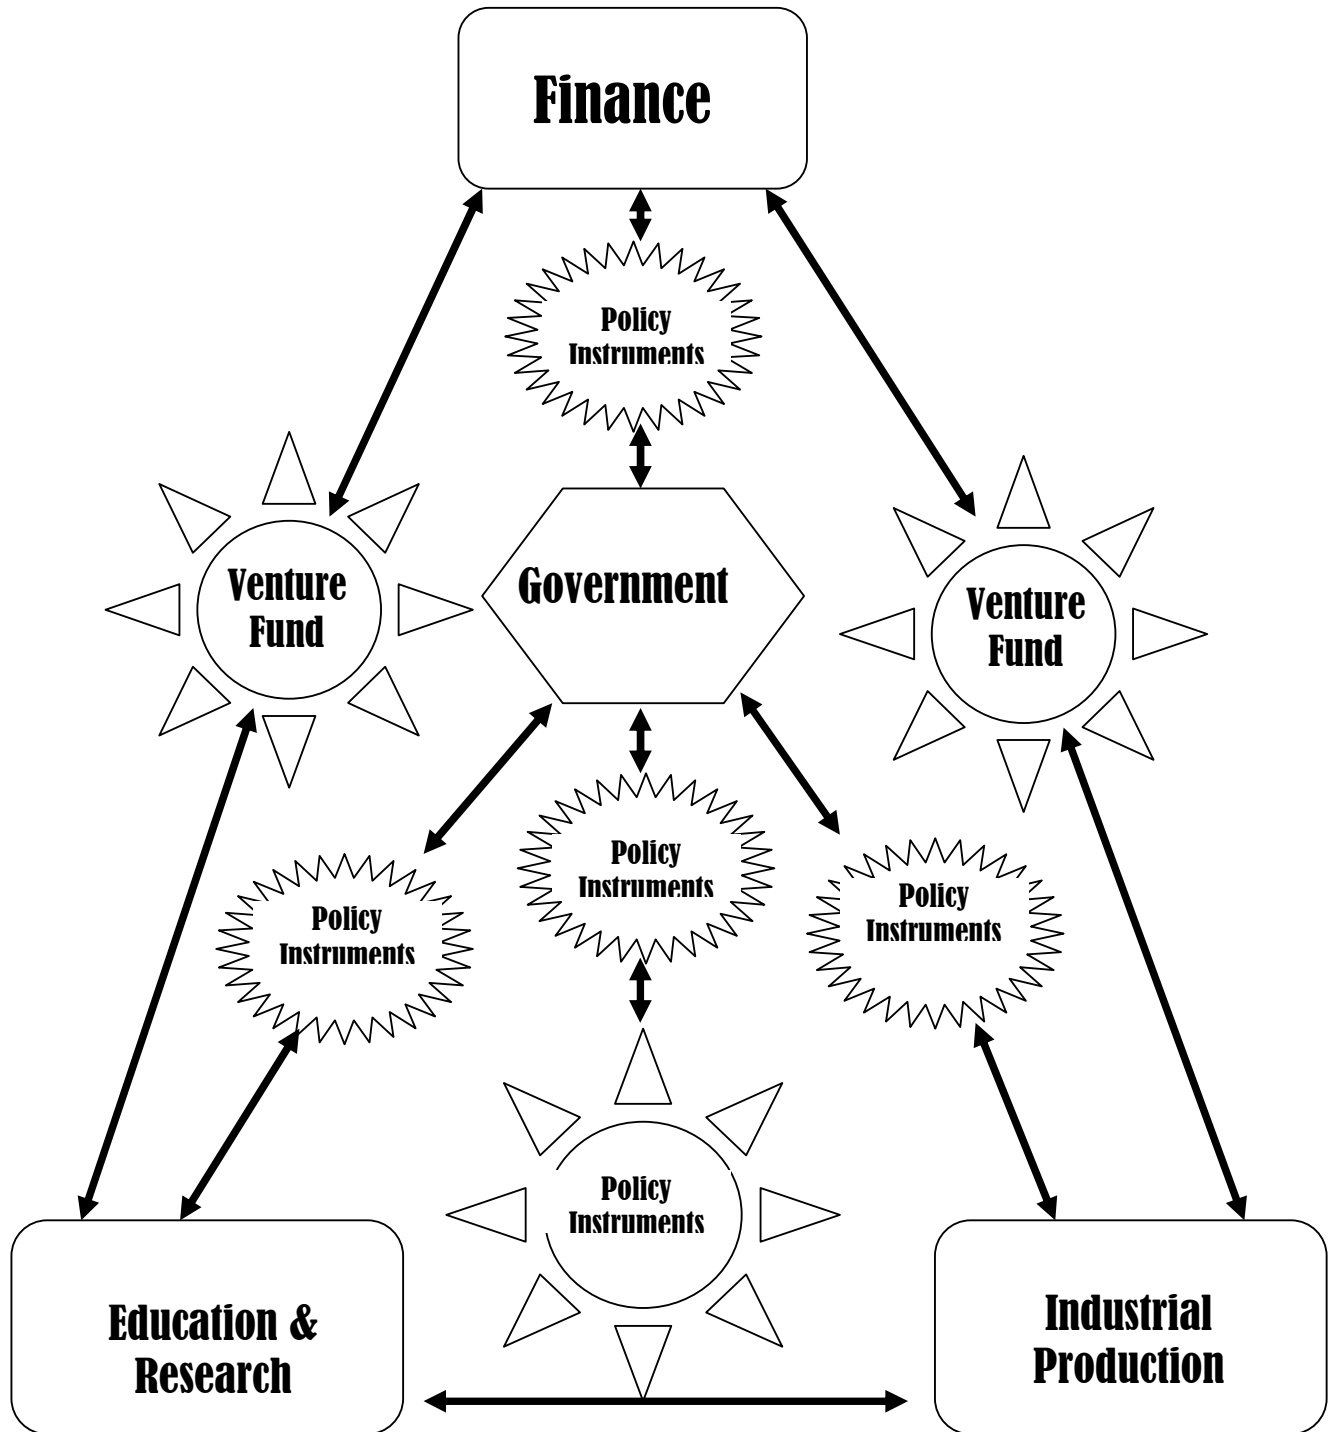 Finance
Policy
Instruments
Venture
Fund
Government
Venture
Fund
Policy
Instruments
Policy
Instruments
Policy
Instruments
Policy
Instruments
Education &
Research
Industrial
Production